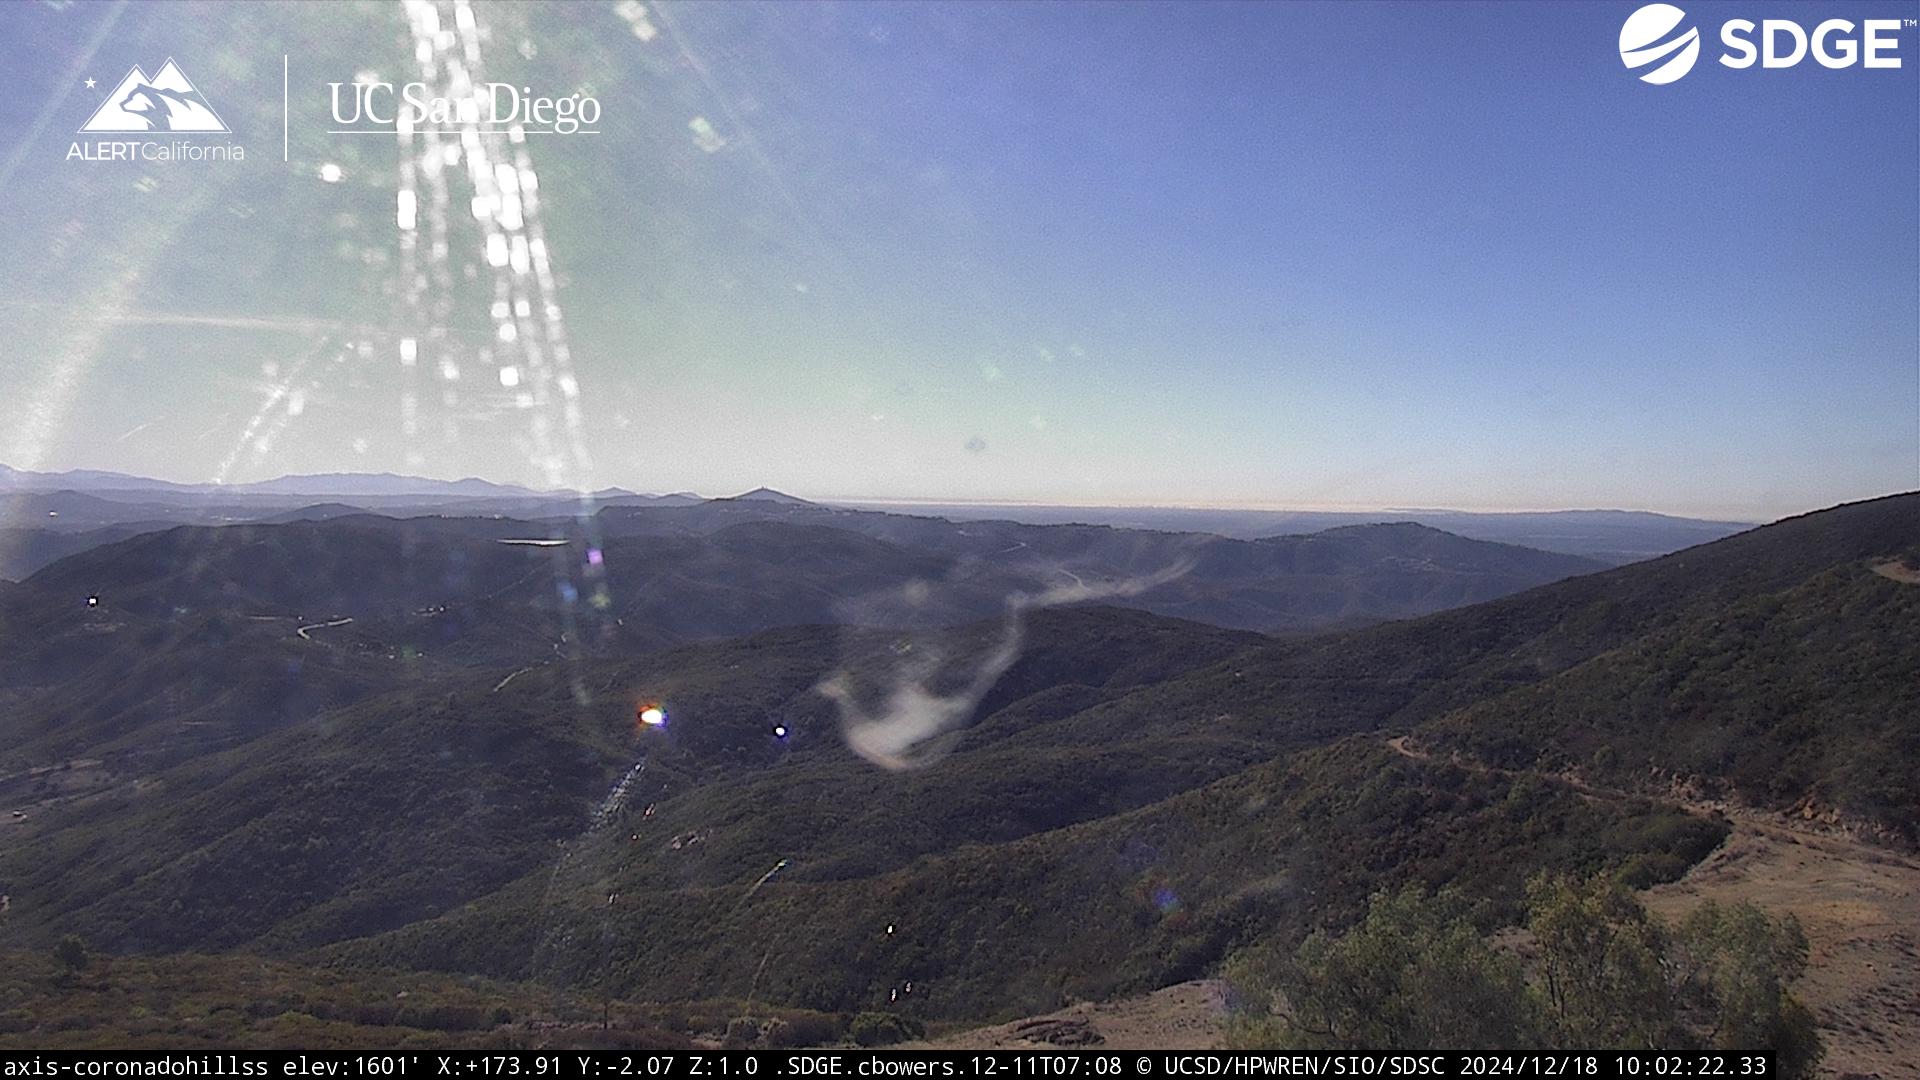 ALERTCalifornia
UC San Diego
SDGE™
axis-coronadohillss elev:1601' X:+173.91 Y:-2.07 Z:1.0 .SDGE.cbowers.12-11T07:08 © UCSD/HPWREN/SIO/SDSC 2024/12/18 10:02:22.33